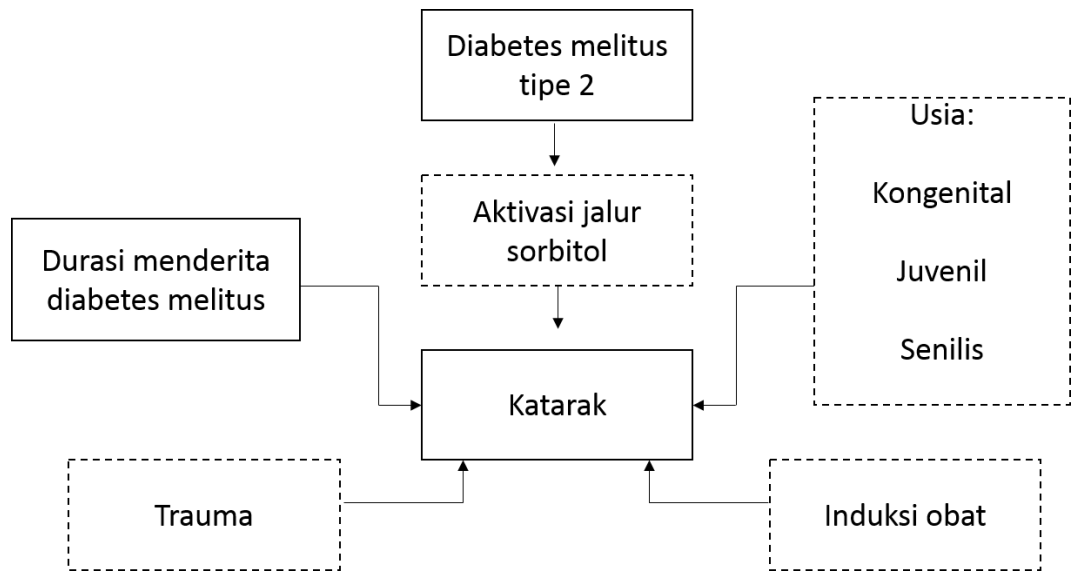 Diabetes melitus
tipe 2
Usia:
Kongenital
Juvenil
Senilis
Aktivasi jalur
sorbitol
Durasi menderita
diabetes melitus
Katarak
Trauma
Induksi obat